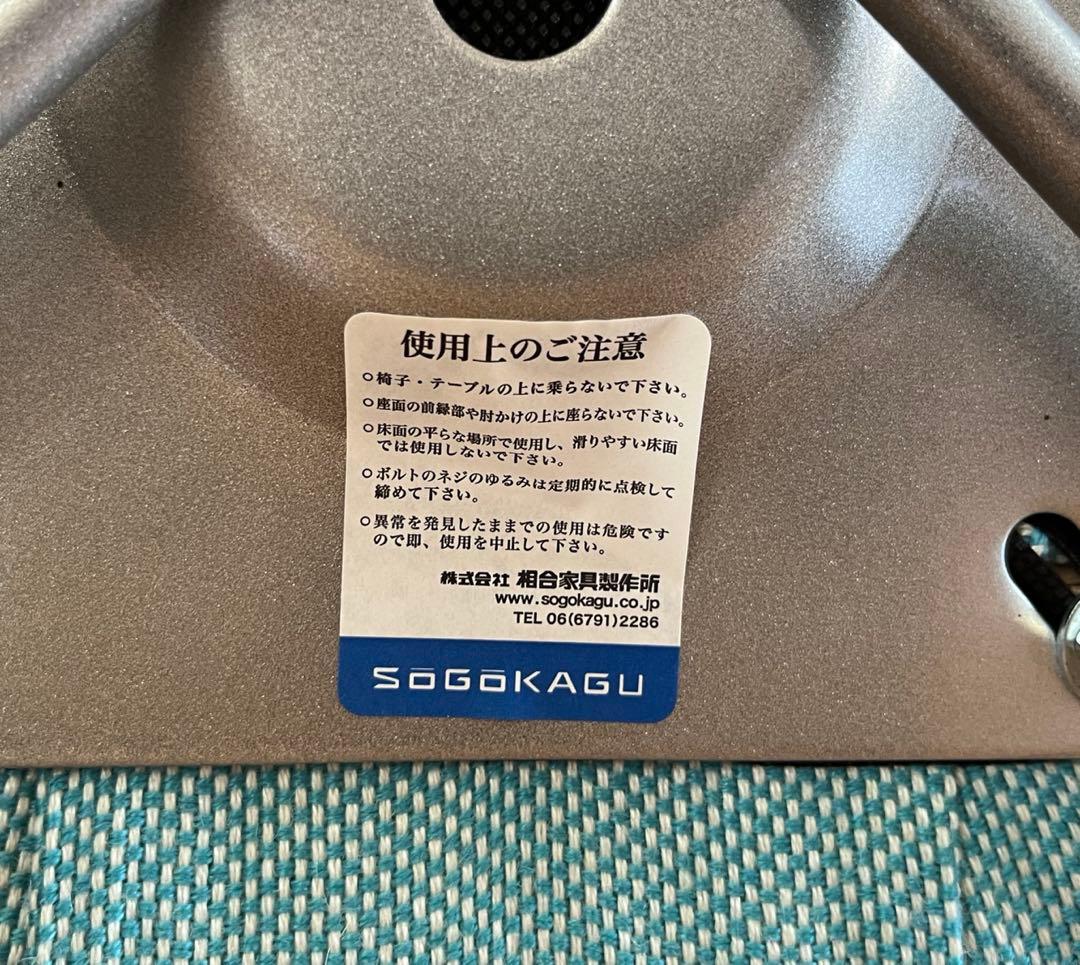 使用上のご注意
○椅子・テーブルの上に乗らないで下さい。
○座面の前縁部や肘かけの上に座らないで下さい。
○床面の平らな場所で使用し、滑りやすい床面
では使用しないで下さい。
○ボルトのネジのゆるみは定期的に点検して
締めて下さい。
○異常を発見したままでの使用は危険です
ので即、使用を中止して下さい。
株式会社 相合家具製作所
www.sogokagu.co.jp
TEL 06(6791)2286
SŌGŌKAGU